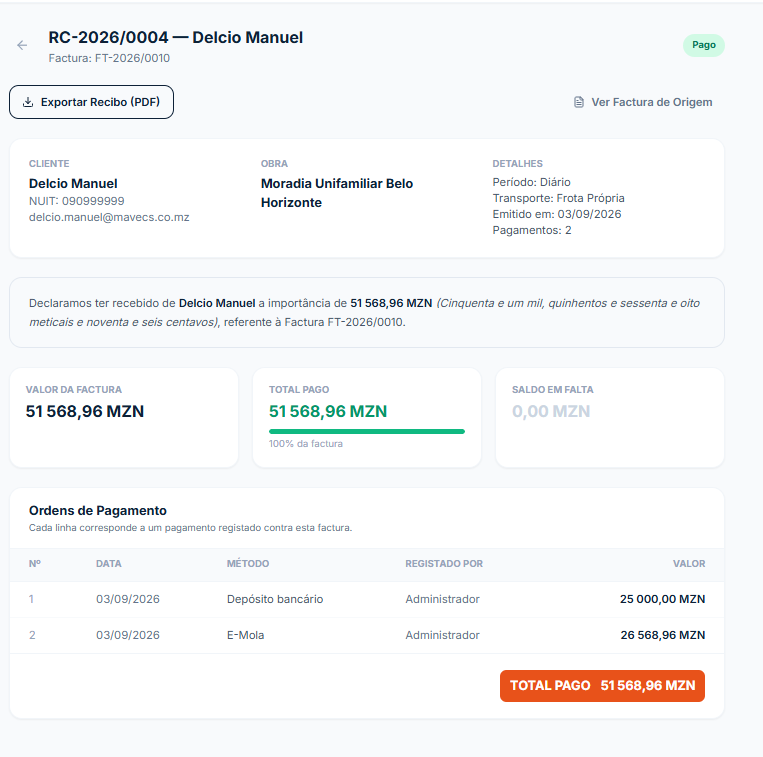 RC-2026/0004 — Delcio Manuel
Factura: FT-2026/0010
Pago
Exportar Recibo (PDF)
Ver Factura de Origem
CLIENTE
Delcio Manuel
NUIT: 090999999
delcio.manuel@mavecs.co.mz
OBRA
Moradia Unifamiliar Belo
Horizonte
DETALHES
Período: Diário
Transporte: Frota Própria
Emitido em: 03/09/2026
Pagamentos: 2
Declaramos ter recebido de Delcio Manuel a importância de 51 568,96 MZN (Cinquenta e um mil, quinhentos e sessenta e oito
meticais e noventa e seis centavos), referente à Factura FT-2026/0010.
VALOR DA FACTURA
51 568,96 MZN
TOTAL PAGO
51 568,96 MZN
100% da factura
SALDO EM FALTA
0,00 MZN
Ordens de Pagamento
Cada linha corresponde a um pagamento registado contra esta factura.
Nº DATA MÉTODO REGISTADO POR VALOR
1 03/09/2026 Depósito bancário Administrador 25 000,00 MZN
2 03/09/2026 E-Mola Administrador 26 568,96 MZN
TOTAL PAGO 51 568,96 MZN